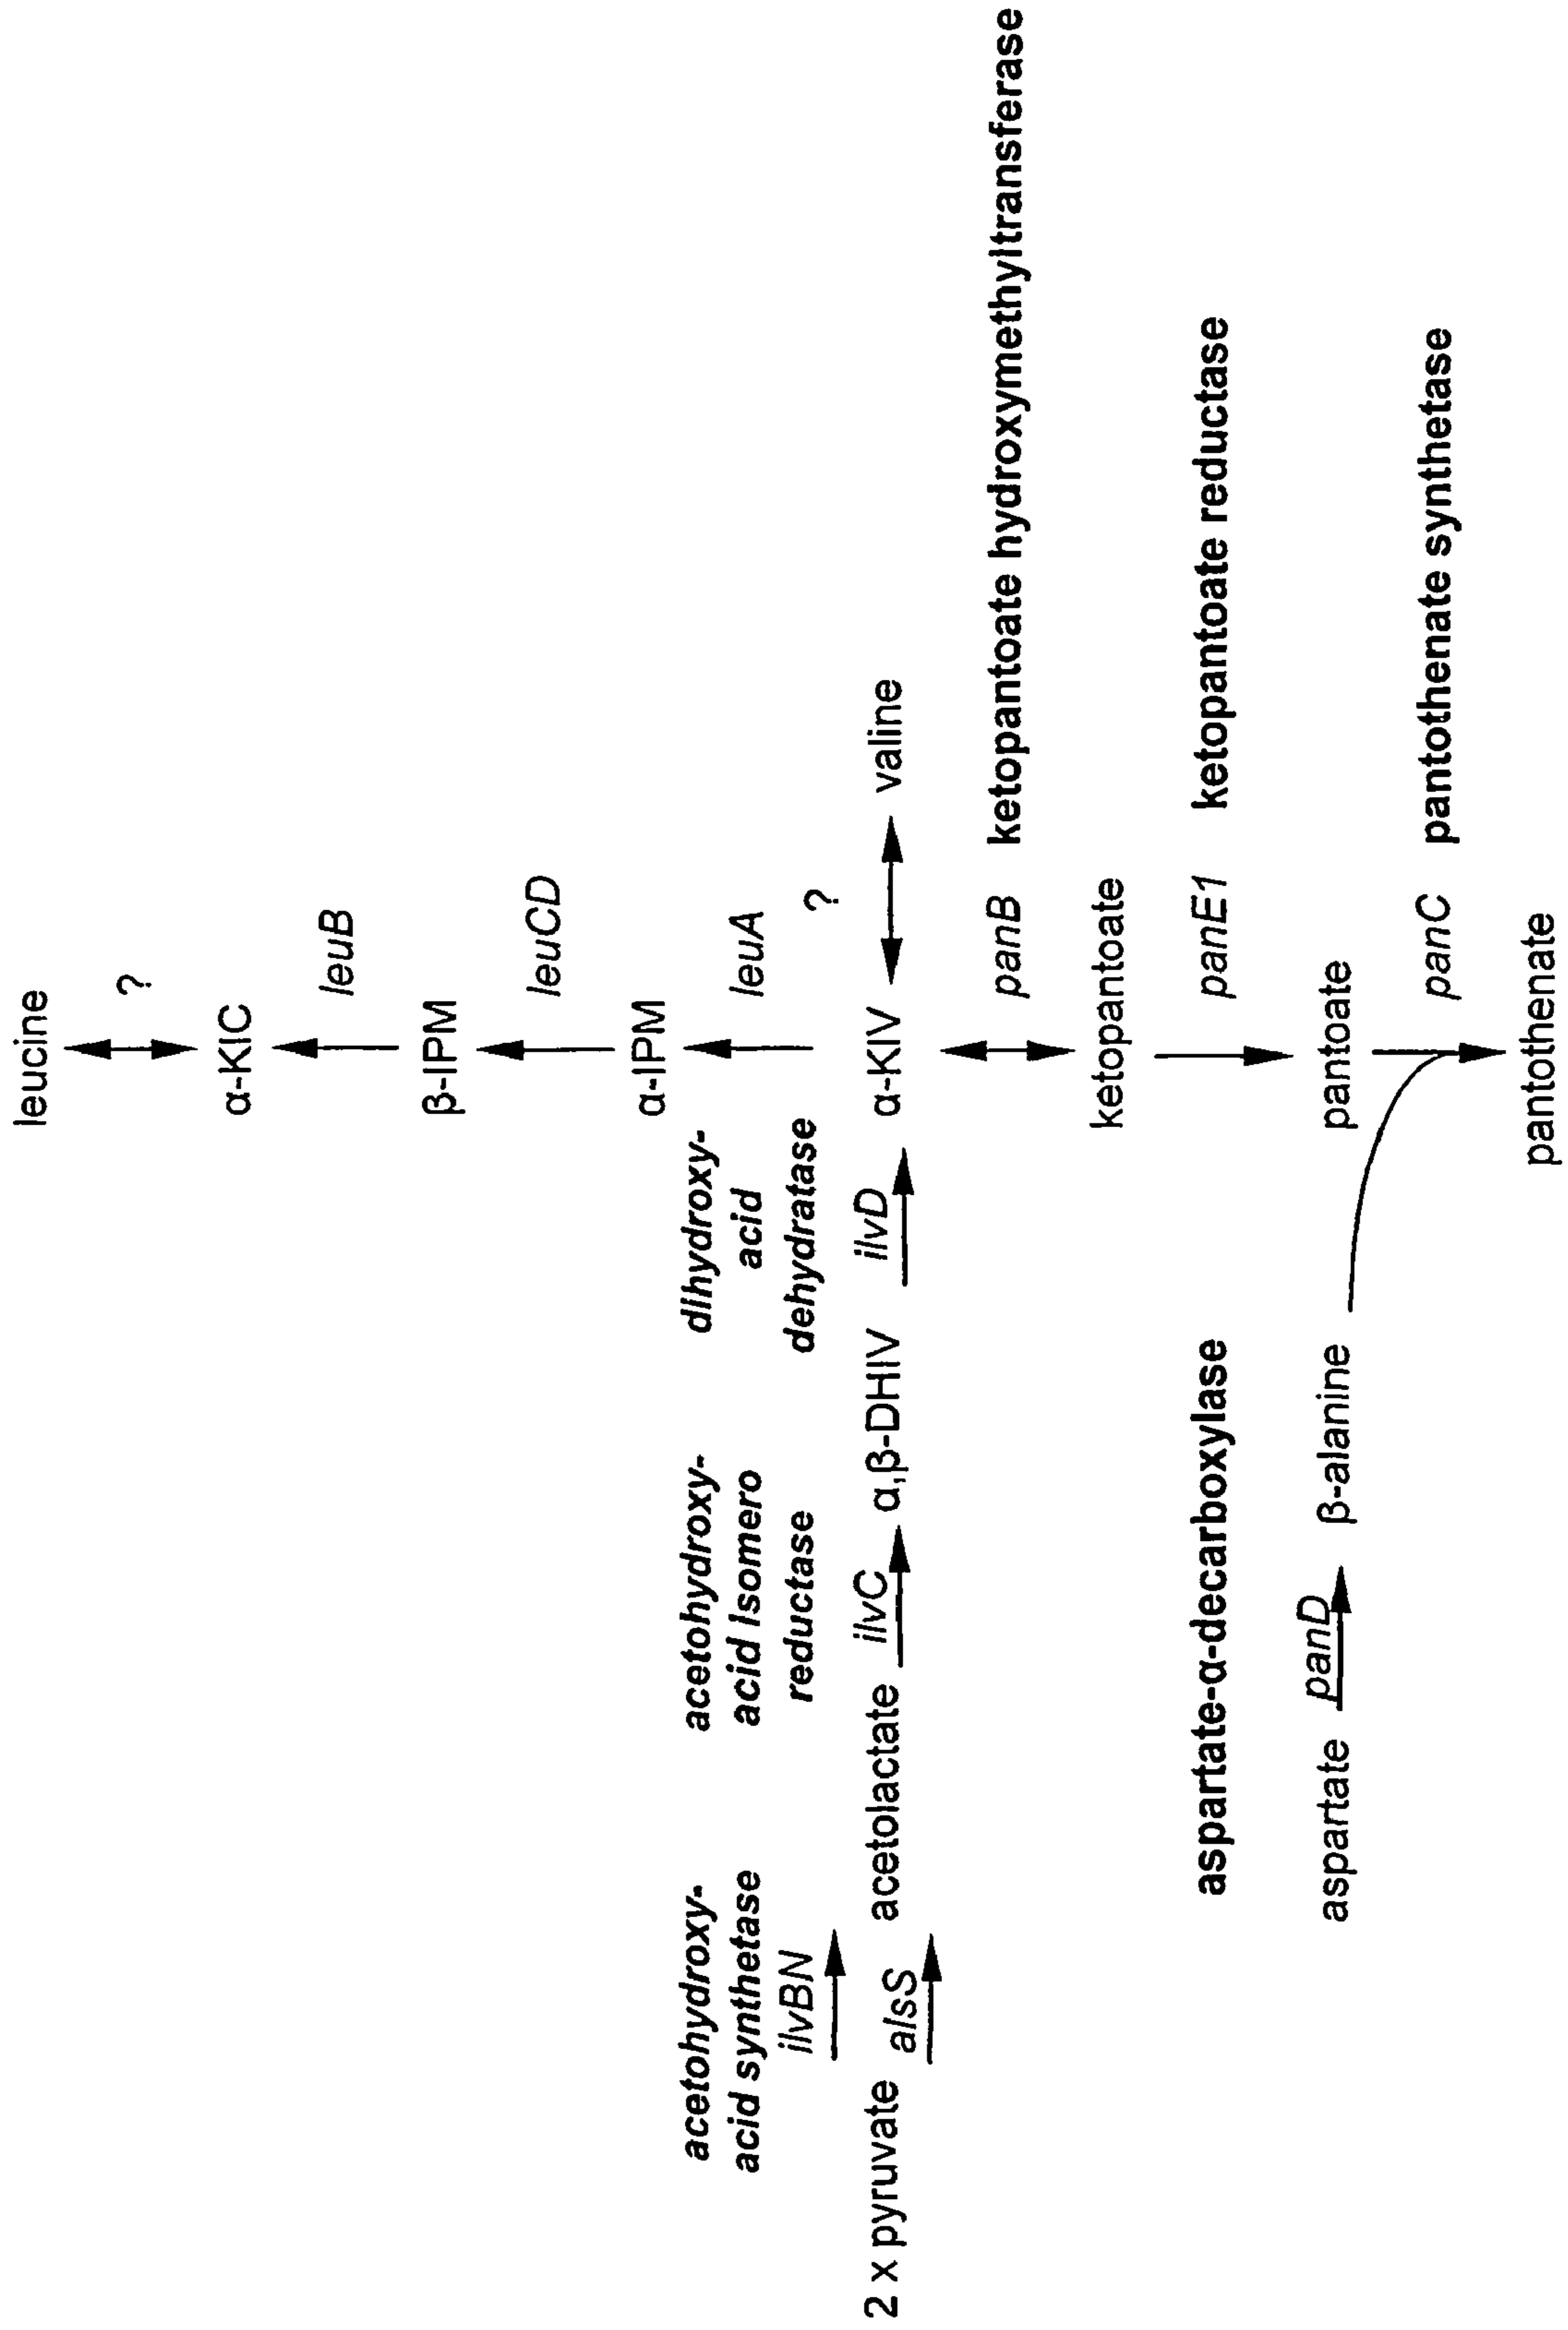 leucine
?
α-KIC
leuB
β-IPM
leuCD
α-IPM
leuA
acetohydroxy-
acid synthetase
ilvBN
acetohydroxy-
acid Isomero
reductase
dihydroxy-
acid
dehydratase
?
2 x pyruvate alsS acetolactate ilvC α,β-DHIV ilvD α-KIV valine
panB ketopantoate hydroxymethyltransferase
ketopantoate
aspartate-α-decarboxylase
panE1 ketopantoate reductase
aspartate panD β-alanine pantoate
panC pantothenate synthetase
pantothenate